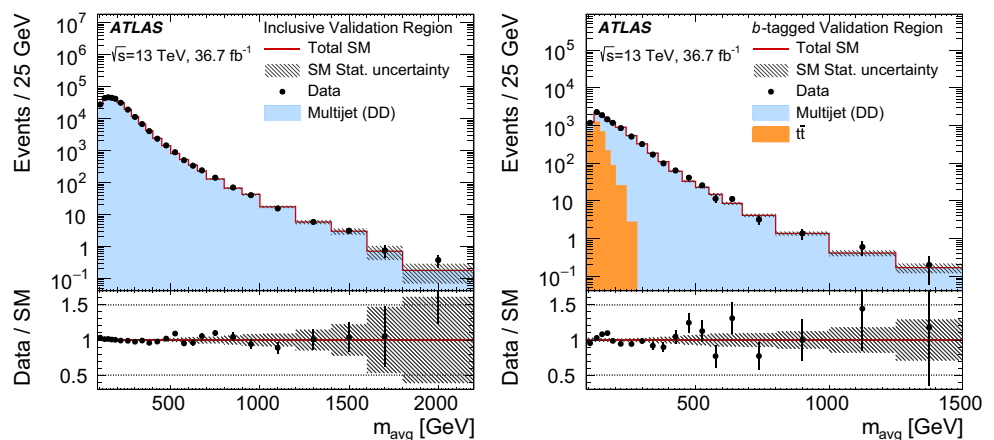 ATLAS
Inclusive Validation Region
√s=13 TeV, 36.7 fb⁻¹
Total SM
SM Stat. uncertainty
Data
Multijet (DD)
Events / 25 GeV
10⁷
10⁶
10⁵
10⁴
10³
10²
10
1
10⁻¹
Data / SM
1.5
1
0.5
500 1000 1500 2000
m_avg [GeV]
ATLAS
b-tagged Validation Region
√s=13 TeV, 36.7 fb⁻¹
Total SM
SM Stat. uncertainty
Data
Multijet (DD)
tt̄
Events / 25 GeV
10⁵
10⁴
10³
10²
10
1
10⁻¹
Data / SM
1.5
1
0.5
500 1000 1500
m_avg [GeV]